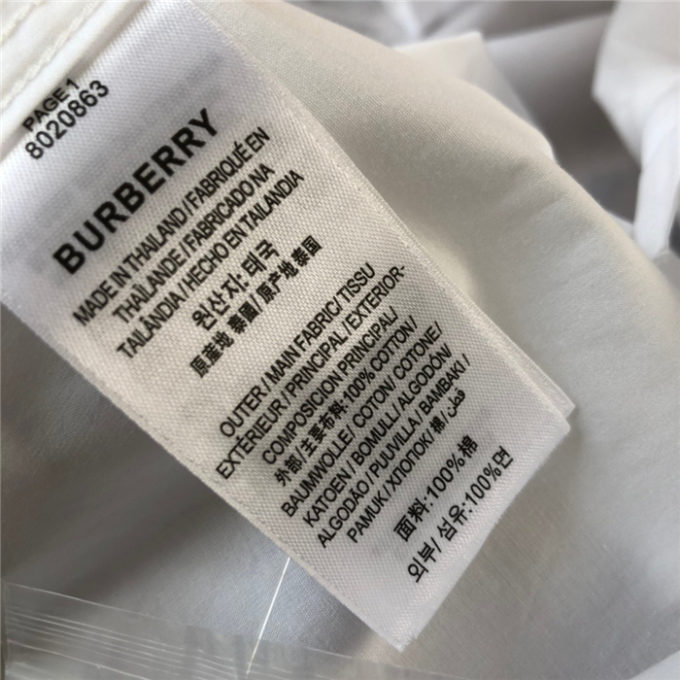 PAGE 1
8020863
BURBERRY
MADE IN THAILAND / FABRIQUÉ EN
THAÏLANDE / FABRICADO NA
TAILÂNDIA / HECHO EN TAILANDIA
원산지: 태국
原産地 泰國 / 原产地 泰国
OUTER / MAIN FABRIC/ TISSU
EXTÉRIEUR / PRINCIPAL / EXTERIOR-
COMPOSICION PRINCIPAL/
外部 / 主要布料:100% COTTON/
BAUMWOLLE / COTON / COTONE/
KATOEN / BOMULL / ALGODÓN/
ALGODÃO / PUUVILLA / BAMBAKI /
PAMUK / ХЛОПОК / 棉 / قطن
面料:100% 棉
외부/ 섬유:100%면